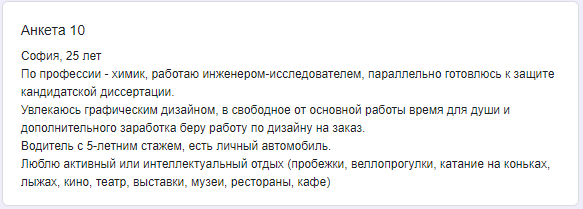 Анкета 10
София, 25 лет
По профессии - химик, работаю инженером-исследователем, параллельно готовлюсь к защите
кандидатской диссертации.
Увлекаюсь графическим дизайном, в свободное от основной работы время для души и
дополнительного заработка беру работу по дизайну на заказ.
Водитель с 5-летним стажем, есть личный автомобиль.
Люблю активный или интеллектуальный отдых (пробежки, веллопрогулки, катание на коньках,
лыжах, кино, театр, выставки, музеи, рестораны, кафе)